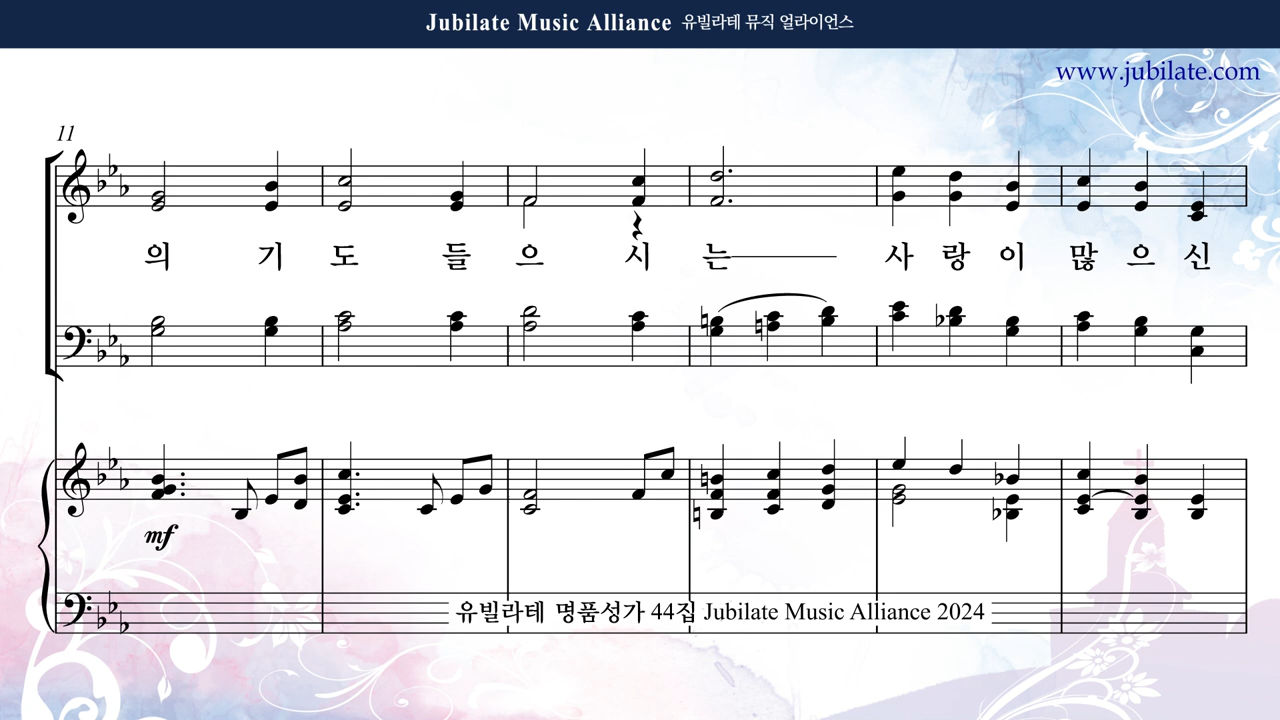 Jubilate Music Alliance 유빌라테 뮤직 얼라이언스
www.jubilate.com
11
의 기 도 들 으 시 는 사 랑 이 많 으 신
mf
유빌라테 명품성가 44집 Jubilate Music Alliance 2024